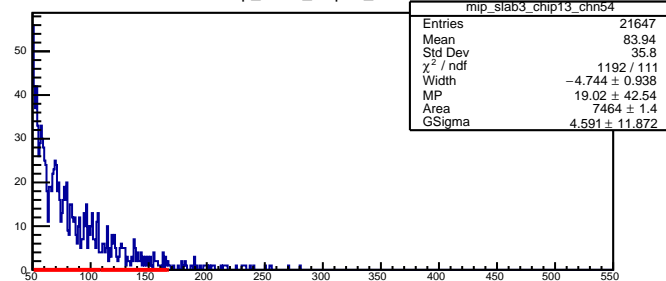 mip_slab3_chip13_chn54
Entries 21647
Mean 83.94
Std Dev 35.8
χ² / ndf 1192 / 111
Width −4.744 ± 0.938
MP 19.02 ± 42.54
Area 7464 ± 1.4
GSigma 4.591 ± 11.872
50
40
30
20
10
0
50 100 150 200 250 300 350 400 450 500 550